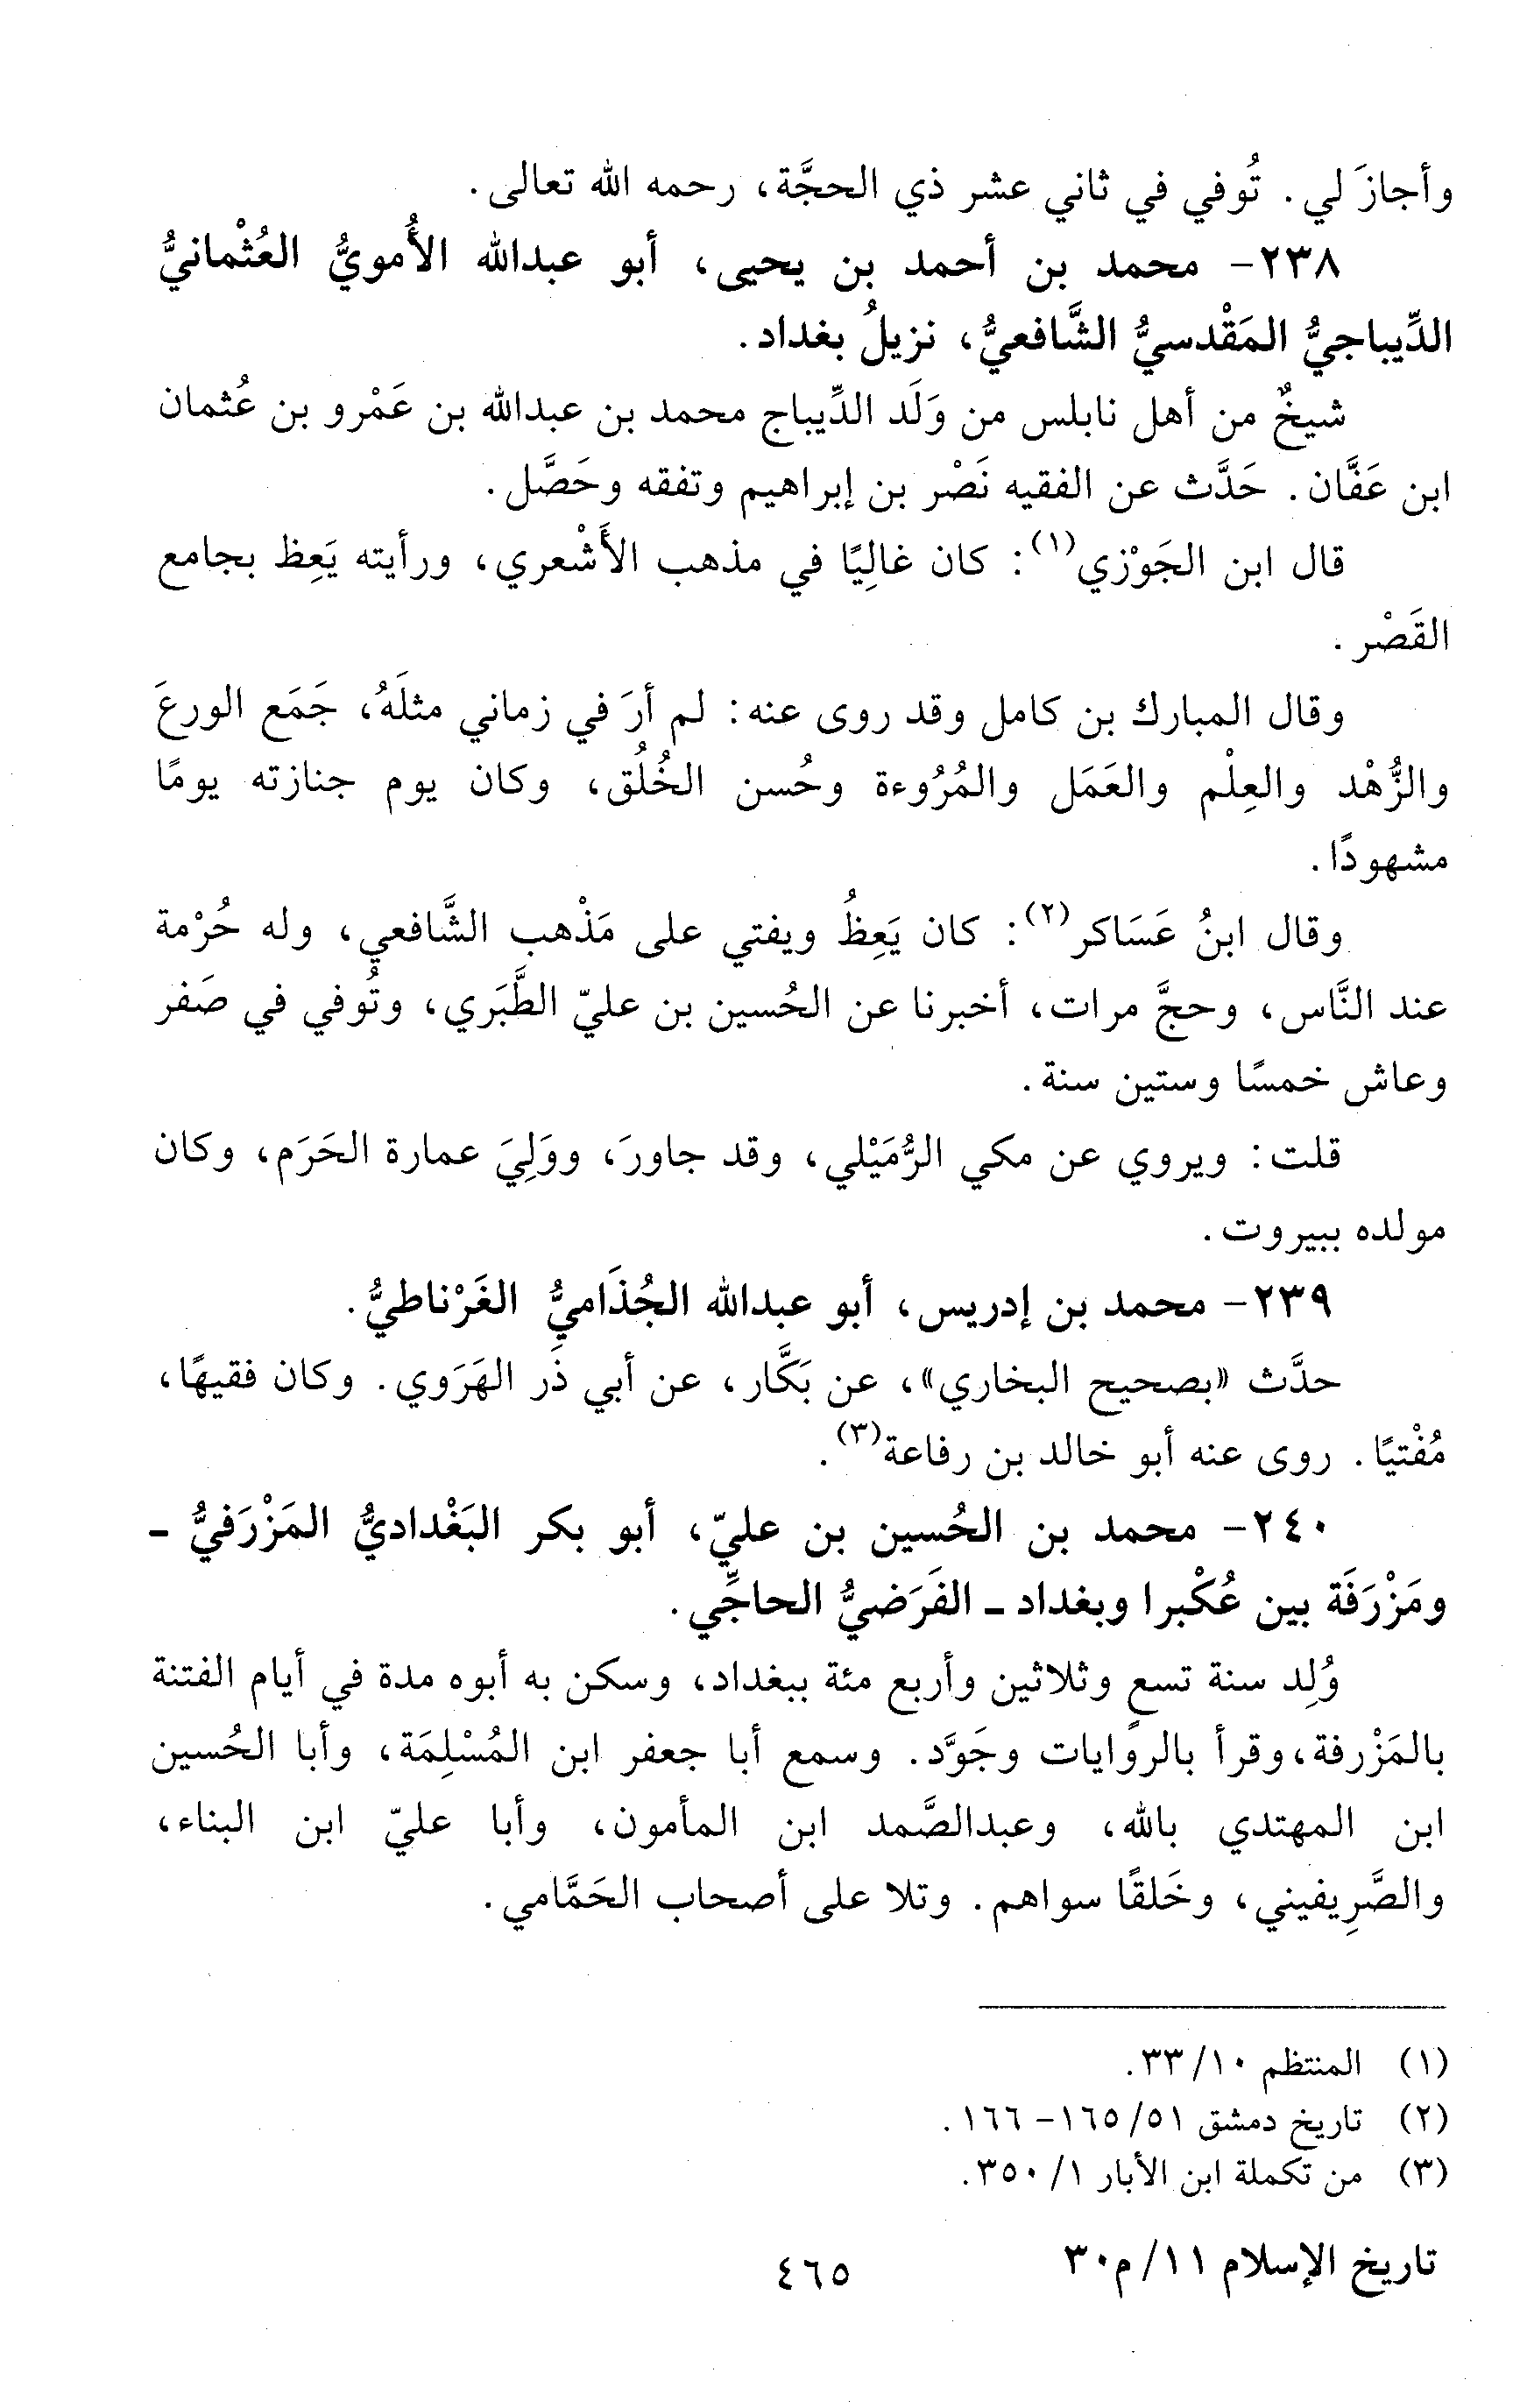 وأجازَ لي. تُوفي في ثاني عشر ذي الحجَّة، رحمه الله تعالى.
٢٣٨- محمد بن أحمد بن يحيى، أبو عبدالله الأُمويُّ العُثْمانيُّ
الدِّيباجيُّ المَقْدسيُّ الشَّافعيُّ، نزيلُ بغداد.
شيخٌ من أهل نابلس من وَلَد الدِّيباج محمد بن عبدالله بن عَمْرو بن عُثمان
ابن عَفَّان. حَدَّث عن الفقيه نَصْر بن إبراهيم وتفقه وحَصَّل.
قال ابن الجَوْزي(١): كان غالِيًا في مذهب الأَشْعري، ورأيته يَعِظ بجامع
القَصْر.
وقال المبارك بن كامل وقد روى عنه: لم أرَ في زماني مثلَهُ، جَمَع الورعَ
والزُّهْد والعِلْم والعَمَل والمُرُوءة وحُسن الخُلُق، وكان يوم جنازته يومًا
مشهودًا.
وقال ابنُ عَسَاكر(٢): كان يَعِظُ ويفتي على مَذْهب الشَّافعي، وله حُرْمة
عند النَّاس، وحجَّ مرات، أخبرنا عن الحُسين بن عليّ الطَّبَري، وتُوفي في صَفر
وعاش خمسًا وستين سنة.
قلت: ويروي عن مكي الرُّمَيْلي، وقد جاورَ، ووَلِيَ عمارة الحَرَم، وكان
مولده ببيروت.
٢٣٩- محمد بن إدريس، أبو عبدالله الجُذَاميُّ الغَرْناطيُّ.
حدَّث «بصحيح البخاري»، عن بَكَّار، عن أبي ذَر الهَرَوي. وكان فقيهًا،
مُفْتيًا. روى عنه أبو خالد بن رفاعة(٣).
٢٤٠- محمد بن الحُسين بن عليّ، أبو بكر البَغْداديُّ المَزْرَفيُّ -
ومَزْرَفَة بين عُكْبرا وبغداد - الفَرَضيُّ الحاجِّي.
وُلِد سنة تسع وثلاثين وأربع مئة ببغداد، وسكن به أبوه مدة في أيام الفتنة
بالمَزْرفة، وقرأ بالروايات وجَوَّد. وسمع أبا جعفر ابن المُسْلِمَة، وأبا الحُسين
ابن المهتدي بالله، وعبدالصَّمد ابن المأمون، وأبا عليّ ابن البناء،
والصَّرِيفيني، وخَلقًا سواهم. وتلا على أصحاب الحَمَّامي.
(١) المنتظم ١٠/ ٣٣.
(٢) تاريخ دمشق ٥١/ ١٦٥- ١٦٦.
(٣) من تكملة ابن الأبار ١/ ٣٥٠.
تاريخ الإسلام ١١/ م٣٠
٤٦٥